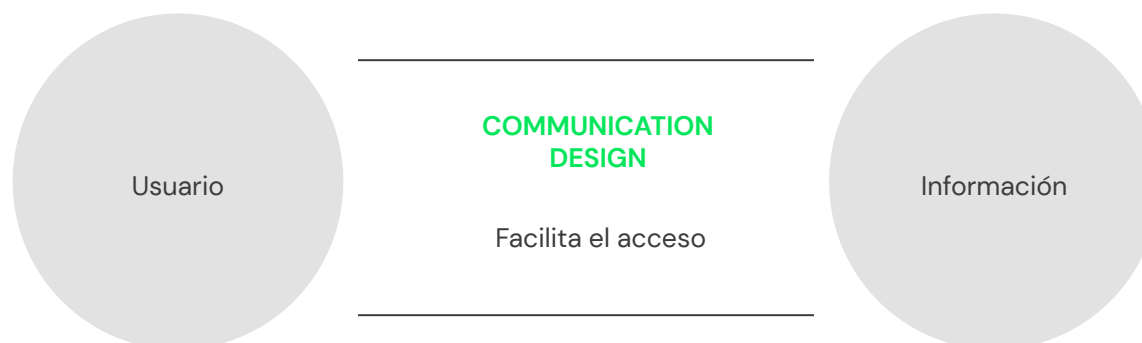 COMMUNICATION
DESIGN
Usuario
Información
Facilita el acceso